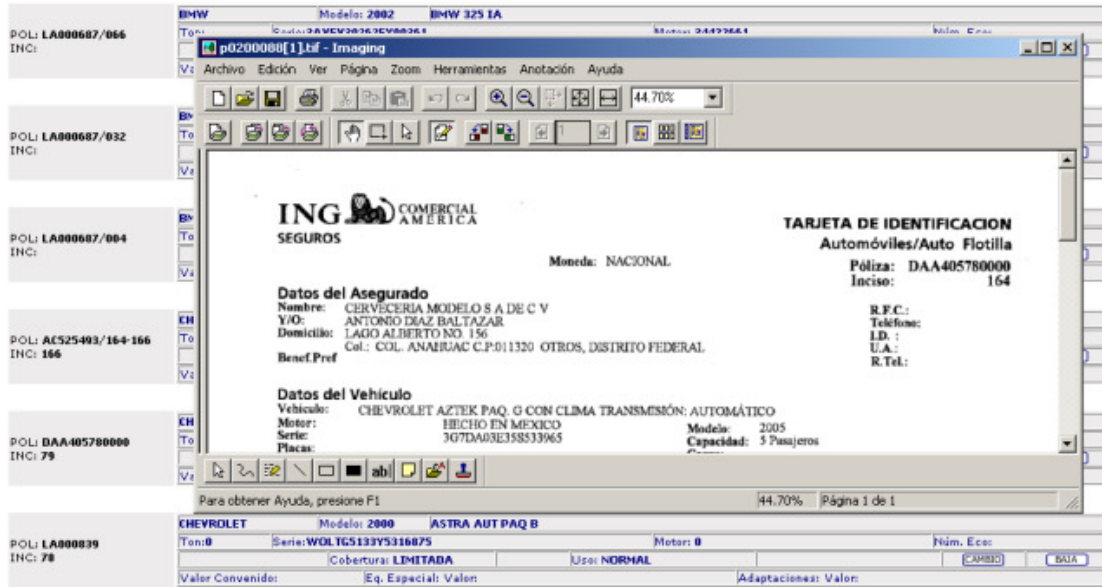 BMW Modelo: 2002 BMW 325 IA
POL: LA000687/066
INC:
p0200088[1].tif - Imaging
Archivo Edición Ver Página Zoom Herramientas Anotación Ayuda
44.70%
POL: LA000687/032
INC:
1
ING COMERCIAL AMERICA
SEGUROS
TARJETA DE IDENTIFICACION
Automóviles/Auto Flotilla
POL: LA000687/004
INC:
Moneda: NACIONAL
Póliza: DAA405780000
Inciso: 164
Datos del Asegurado
Nombre: CERVECERIA MODELO S A DE C V
R.F.C.:
Y/O: ANTONIO DIAZ BALTAZAR
Teléfono:
Domicilio: LAGO ALBERTO NO. 156
I.D. :
Col.: COL. ANAHUAC C.P:011320 OTROS, DISTRITO FEDERAL
U.A.:
Benef.Pref
R.Tel.:
POL: AC525493/164-166
INC: 166
Datos del Vehículo
Vehiculo: CHEVROLET AZTEK PAQ. G CON CLIMA TRANSMISIÓN: AUTOMÁTICO
Motor: HECHO EN MEXICO
Modelo: 2005
Serie: 3G7DA03E35S533965
Capacidad: 5 Pasajeros
Placas:
POL: DAA405780000
INC: 79
ab|
Para obtener Ayuda, presione F1
44.70% Página 1 de 1
CHEVROLET Modelo: 2000 ASTRA AUT PAQ B
POL: LA000839
INC: 78
Ton:0 Serie:WOLTG5133Y5316875 Motor: 0 Núm. Eco:
Cobertura: LIMITADA Uso: NORMAL CAMBIO BAJA
Valor Convenido: Eq. Especial: Valor: Adaptaciones: Valor: